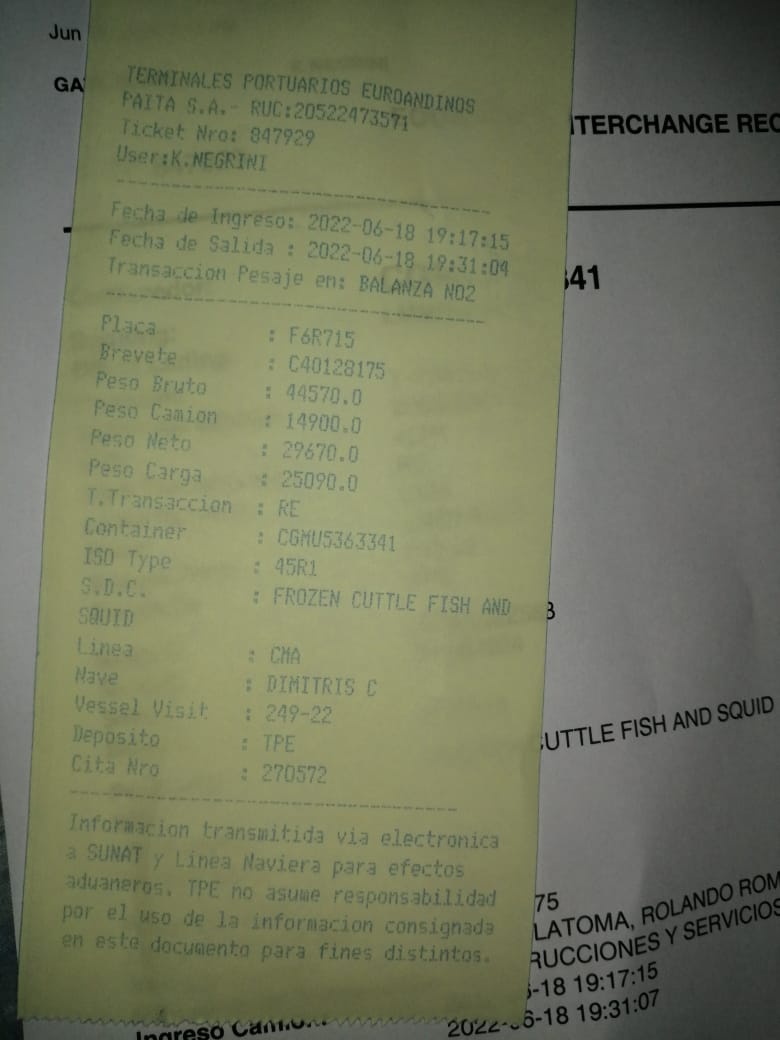 Jun
GA
TERMINALES PORTUARIOS EUROANDINOS
PAITA S.A.- RUC:20522473571
Ticket Nro: 847929
User:K.NEGRINI
ITERCHANGE REC
Fecha de Ingreso: 2022-06-18 19:17:15
Fecha de Salida : 2022-06-18 19:31:04
Transaccion Pesaje en: BALANZA NO2
341
Placa : F6R715
Brevete : C40128175
Peso Bruto : 44570.0
Peso Camion : 14900.0
Peso Neto : 29670.0
Peso Carga : 25090.0
T.Transaccion : RE
Container : CGMU5363341
ISO Type : 45R1
S.D.C. : FROZEN CUTTLE FISH AND
SQUID
Linea : CMA
Nave : DIMITRIS C
Vessel Visit : 249-22
Deposito : TPE
Cita Nro : 270572
CUTTLE FISH AND SQUID
Informacion transmitida via electronica
a SUNAT y Linea Naviera para efectos
aduaneros. TPE no asume responsabilidad
por el uso de la informacion consignada
en este documento para fines distintos.
75
LATOMA, ROLANDO ROM
RUCCIONES Y SERVICIOS
6-18 19:17:15
2022-06-18 19:31:07
Ingreso